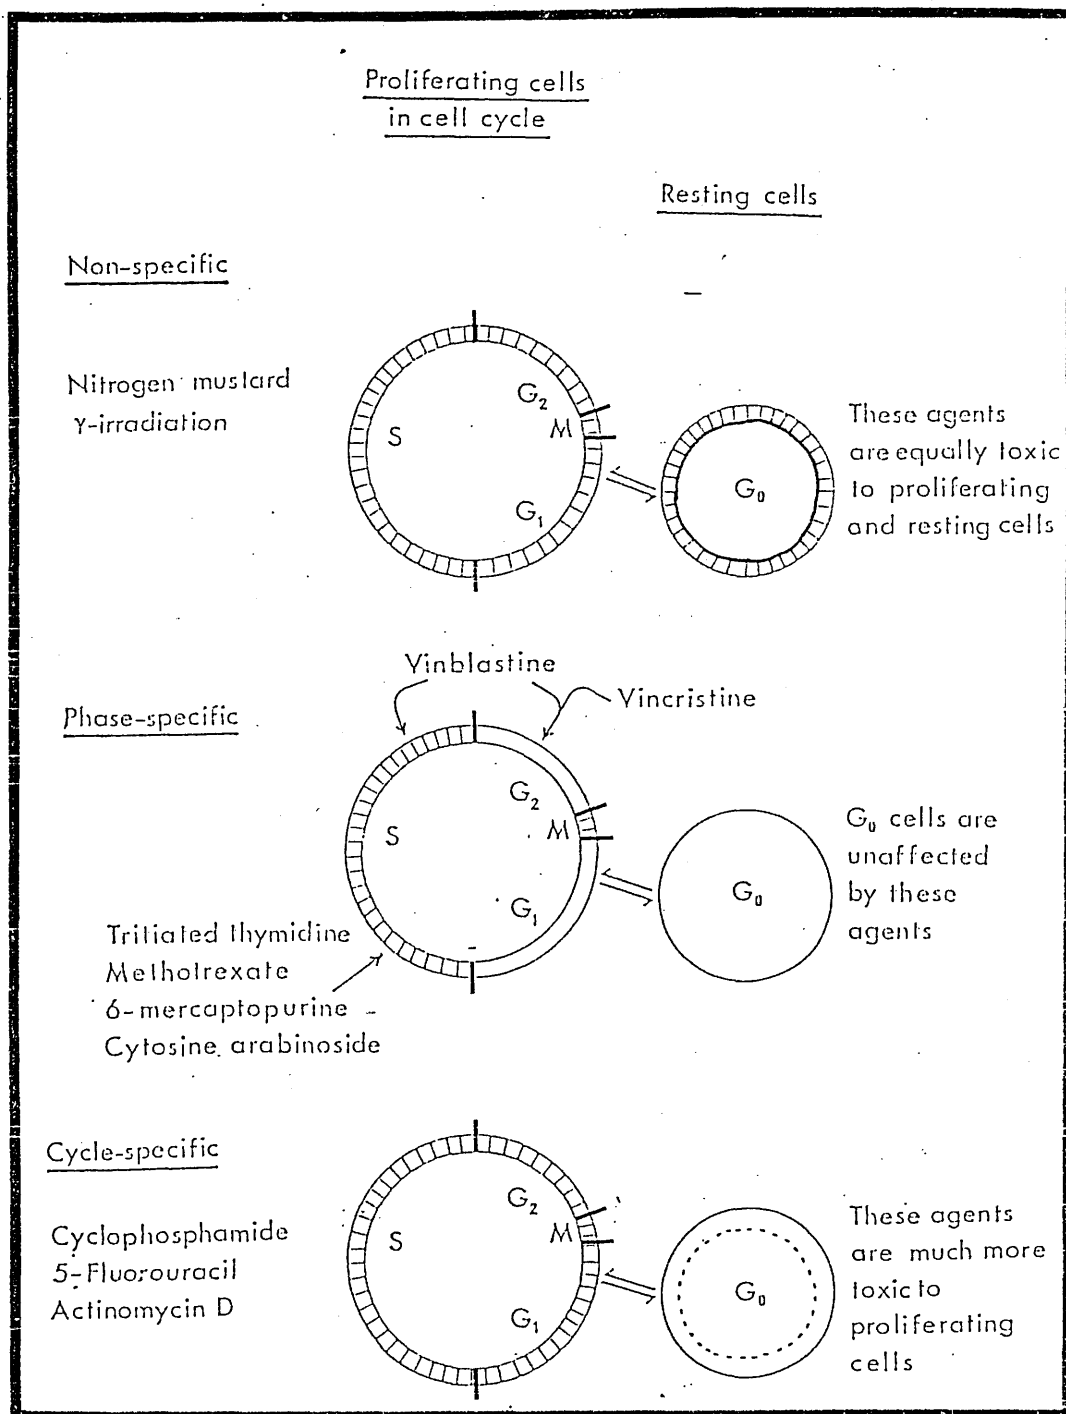 Proliferating cells
in cell cycle
Resting cells
Non-specific
Nitrogen mustard
γ-irradiation
S
G₂
M
G₁
G₀
These agents
are equally toxic
to proliferating
and resting cells
Vinblastine
Vincristine
Phase-specific
S
G₂
M
G₁
G₀
G₀ cells are
unaffected
by these
agents
Tritiated thymidine
Methotrexate
6-mercaptopurine
Cytosine arabinoside
Cycle-specific
Cyclophosphamide
5-Fluorouracil
Actinomycin D
S
G₂
M
G₁
G₀
These agents
are much more
toxic to
proliferating
cells